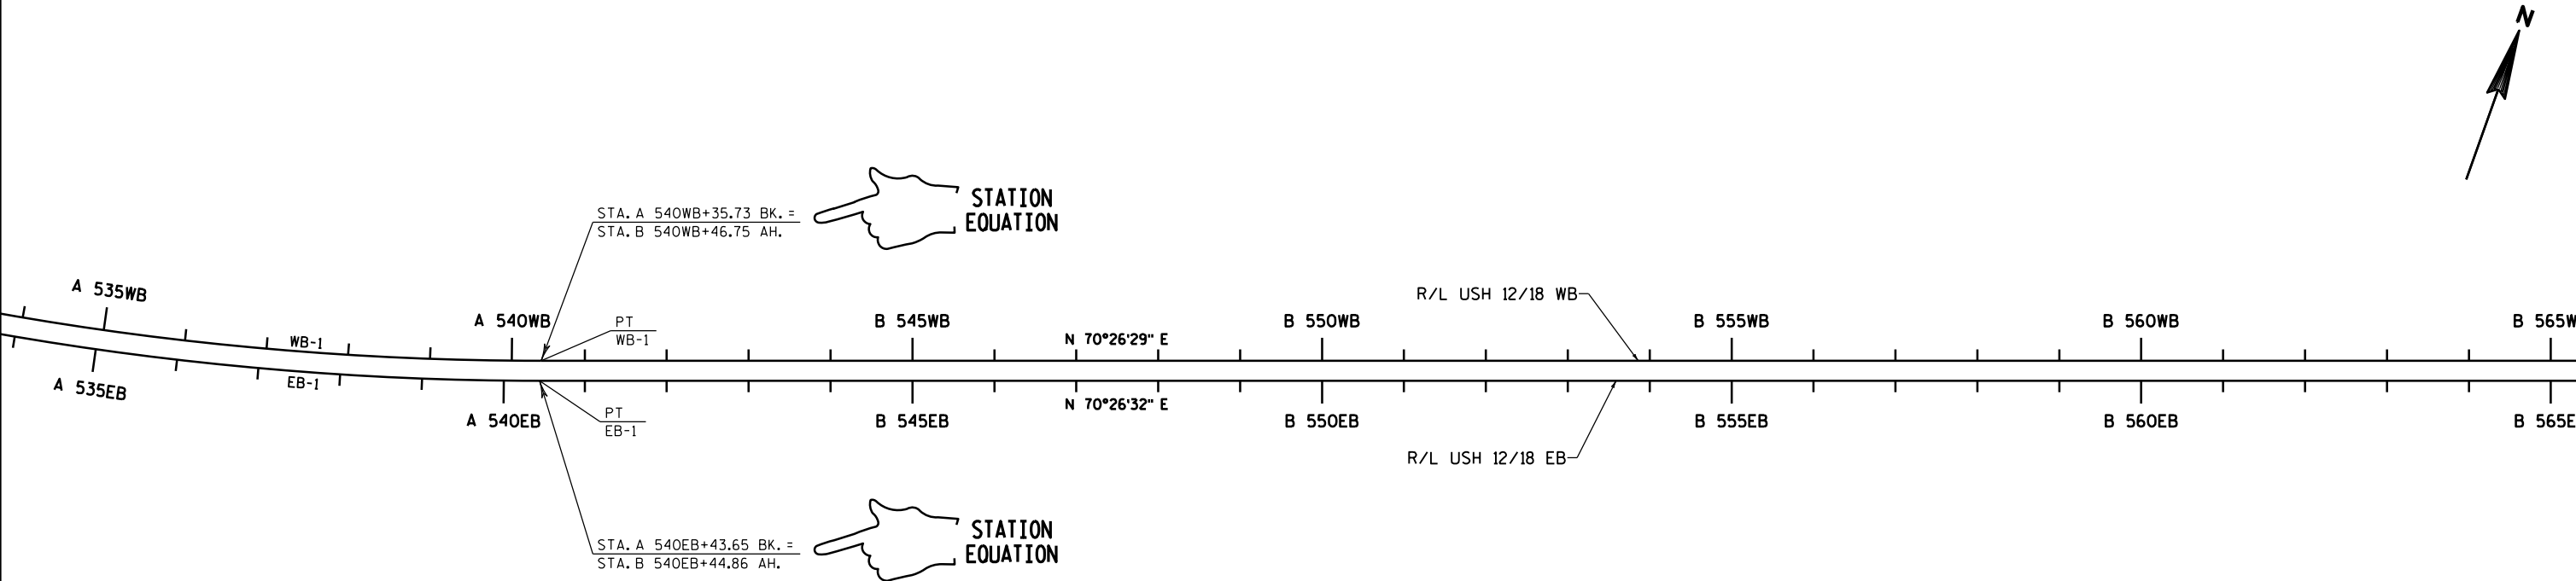 N
STATION
EQUATION
STA. A 540WB+35.73 BK. =
STA. B 540WB+46.75 AH.
A 535WB
A 540WB
PT
WB-1
B 545WB
B 550WB
R/L USH 12/18 WB
B 555WB
B 560WB
B 565W
WB-1
N 70°26'29" E
EB-1
N 70°26'32" E
A 535EB
A 540EB
PT
EB-1
B 545EB
B 550EB
R/L USH 12/18 EB
B 555EB
B 560EB
B 565E
STATION
EQUATION
STA. A 540EB+43.65 BK. =
STA. B 540EB+44.86 AH.